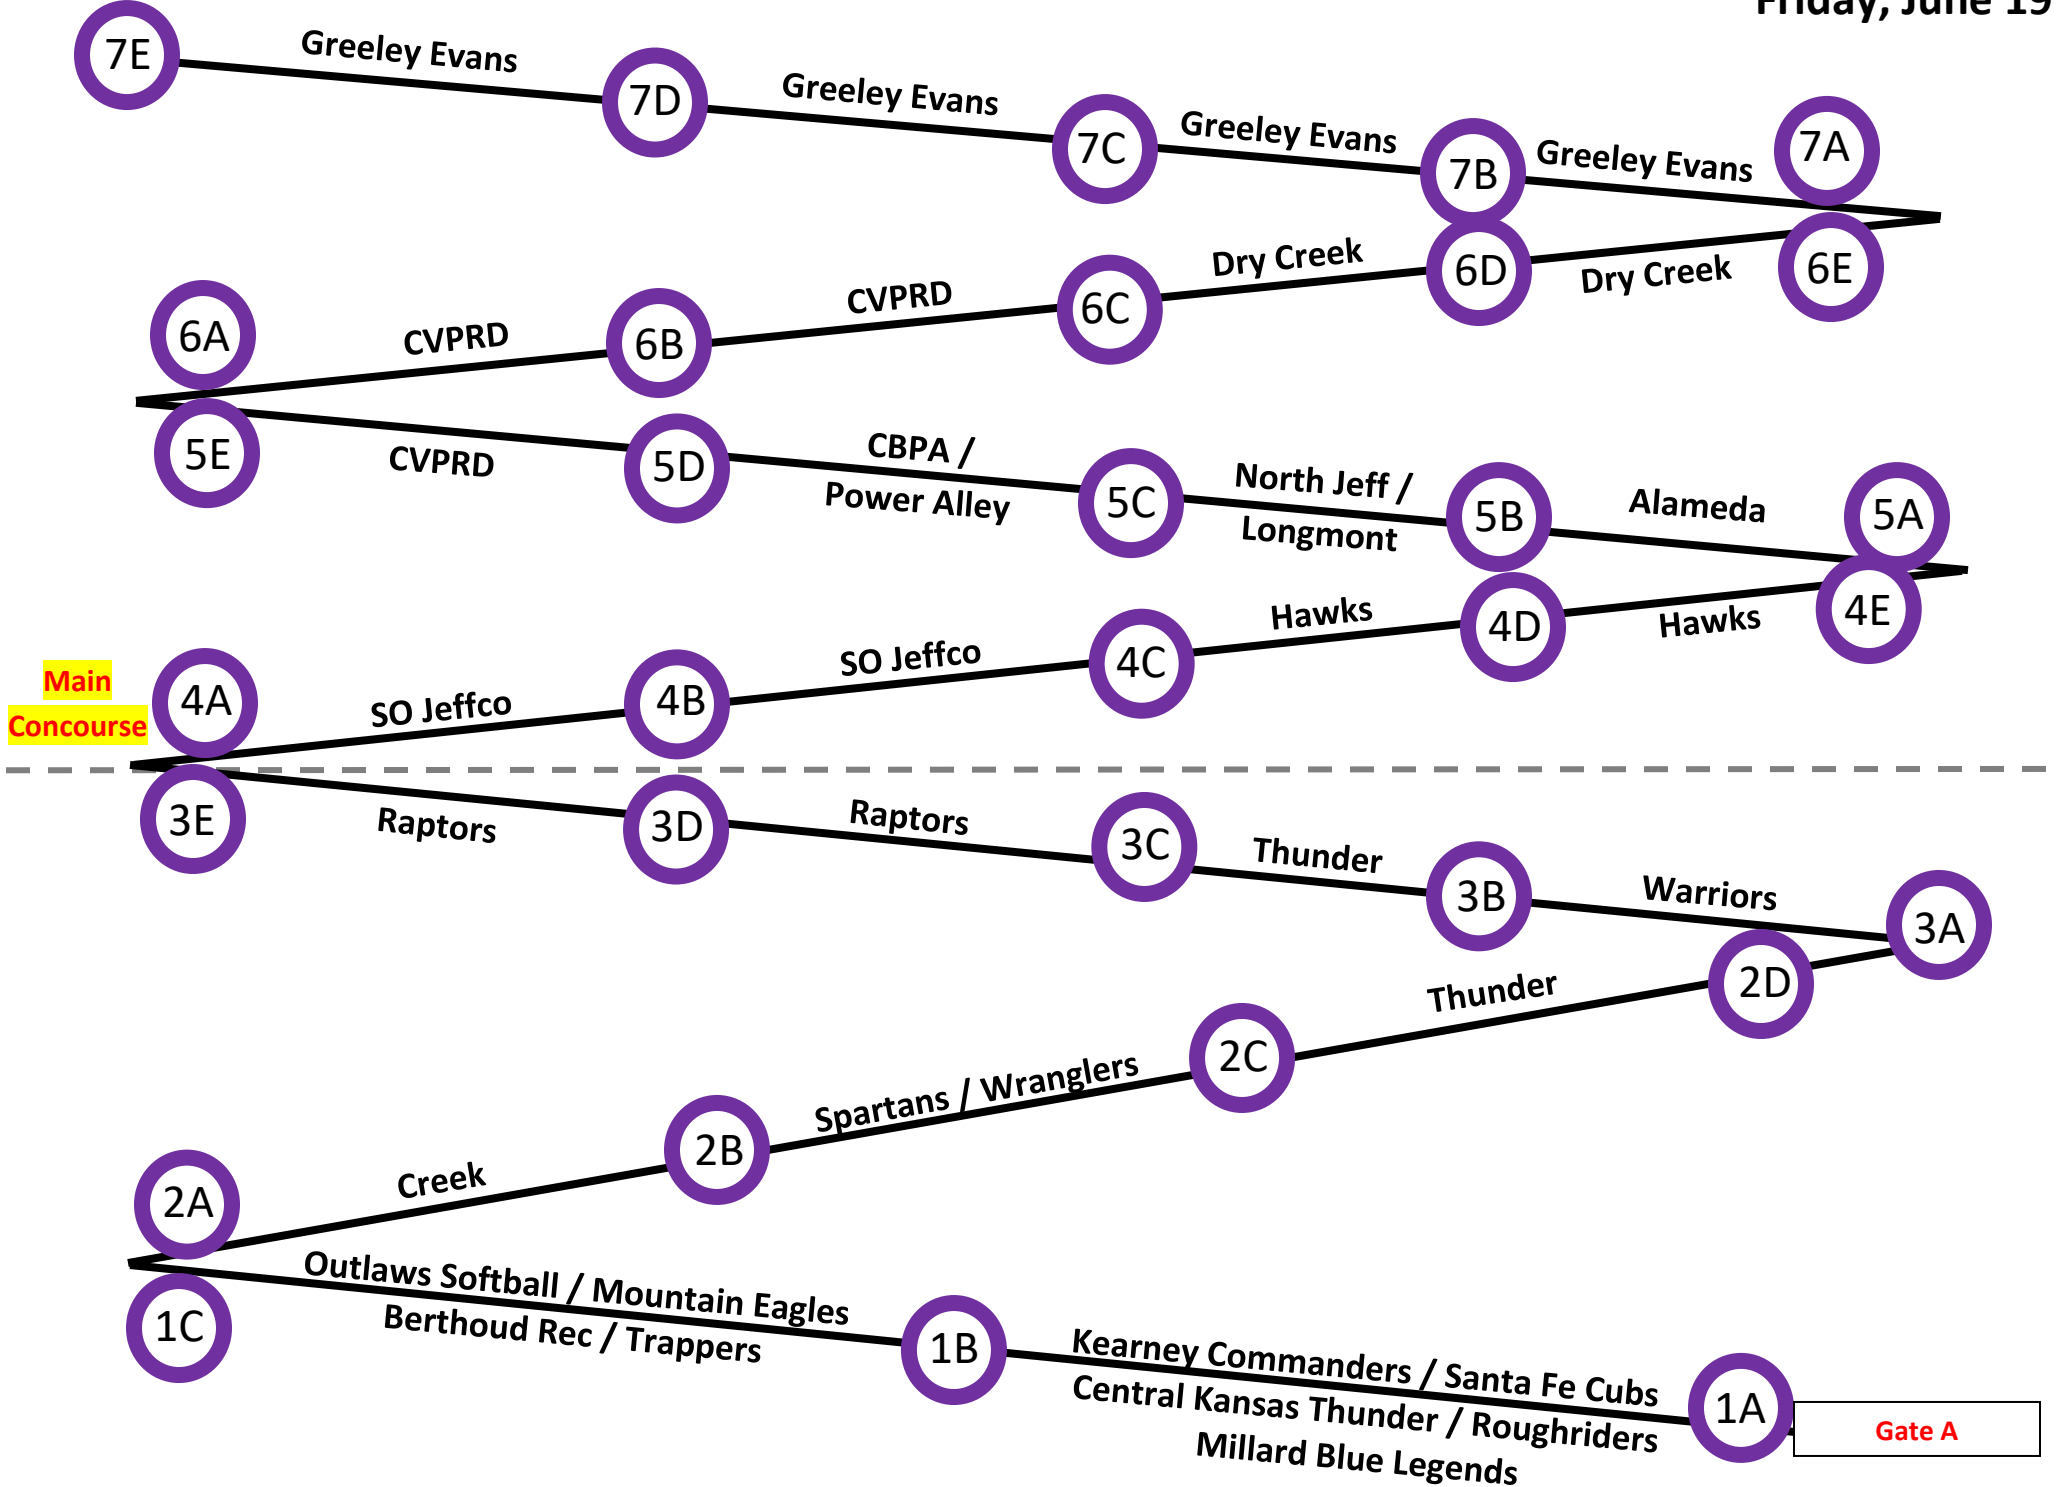 Friday, June 19
7E
Greeley Evans
7D
Greeley Evans
7C
Greeley Evans
7B
Greeley Evans
7A
6A
CVPRD
6B
CVPRD
6C
Dry Creek
6D
Dry Creek
6E
5E
CVPRD
5D
CBPA /
Power Alley
5C
North Jeff /
Longmont
5B
Alameda
5A
Main
Concourse
4A
SO Jeffco
4B
SO Jeffco
4C
Hawks
4D
Hawks
4E
3E
Raptors
3D
Raptors
3C
Thunder
3B
Warriors
3A
2A
Creek
2B
Spartans / Wranglers
2C
Thunder
2D
1C
Outlaws Softball / Mountain Eagles
Berthoud Rec / Trappers
1B
Kearney Commanders / Santa Fe Cubs
Central Kansas Thunder / Roughriders
Millard Blue Legends
1A
Gate A